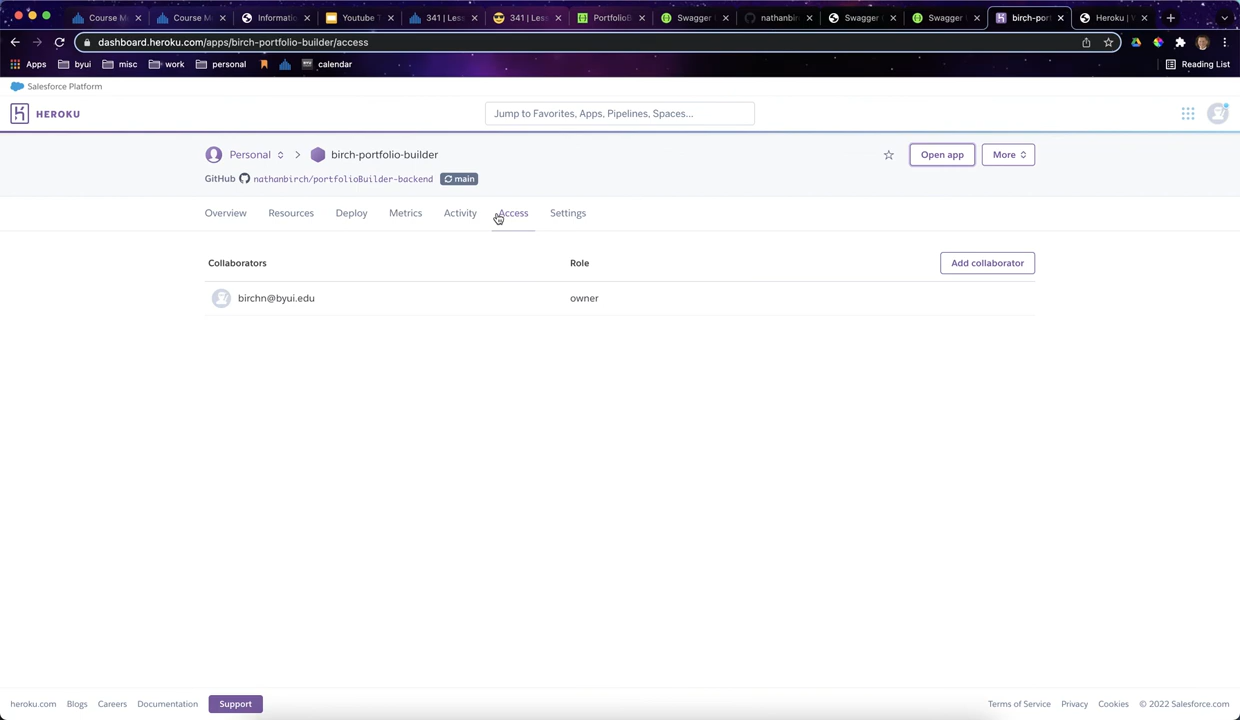 Course M
Course M
Informatio
Youtube T
341 | Less
341 | Less
PortfolioB
Swagger
nathanbir
Swagger
Swagger
birch-port
Heroku | W
dashboard.heroku.com/apps/birch-portfolio-builder/access
Apps byui misc work personal calendar Reading List
Salesforce Platform
HEROKU
Jump to Favorites, Apps, Pipelines, Spaces...
Personal birch-portfolio-builder
Open app More
GitHub nathanbirch/portfolioBuilder-backend main
Overview Resources Deploy Metrics Activity Access Settings
Collaborators Role Add collaborator
birchn@byui.edu owner
heroku.com Blogs Careers Documentation Support Terms of Service Privacy Cookies © 2022 Salesforce.com